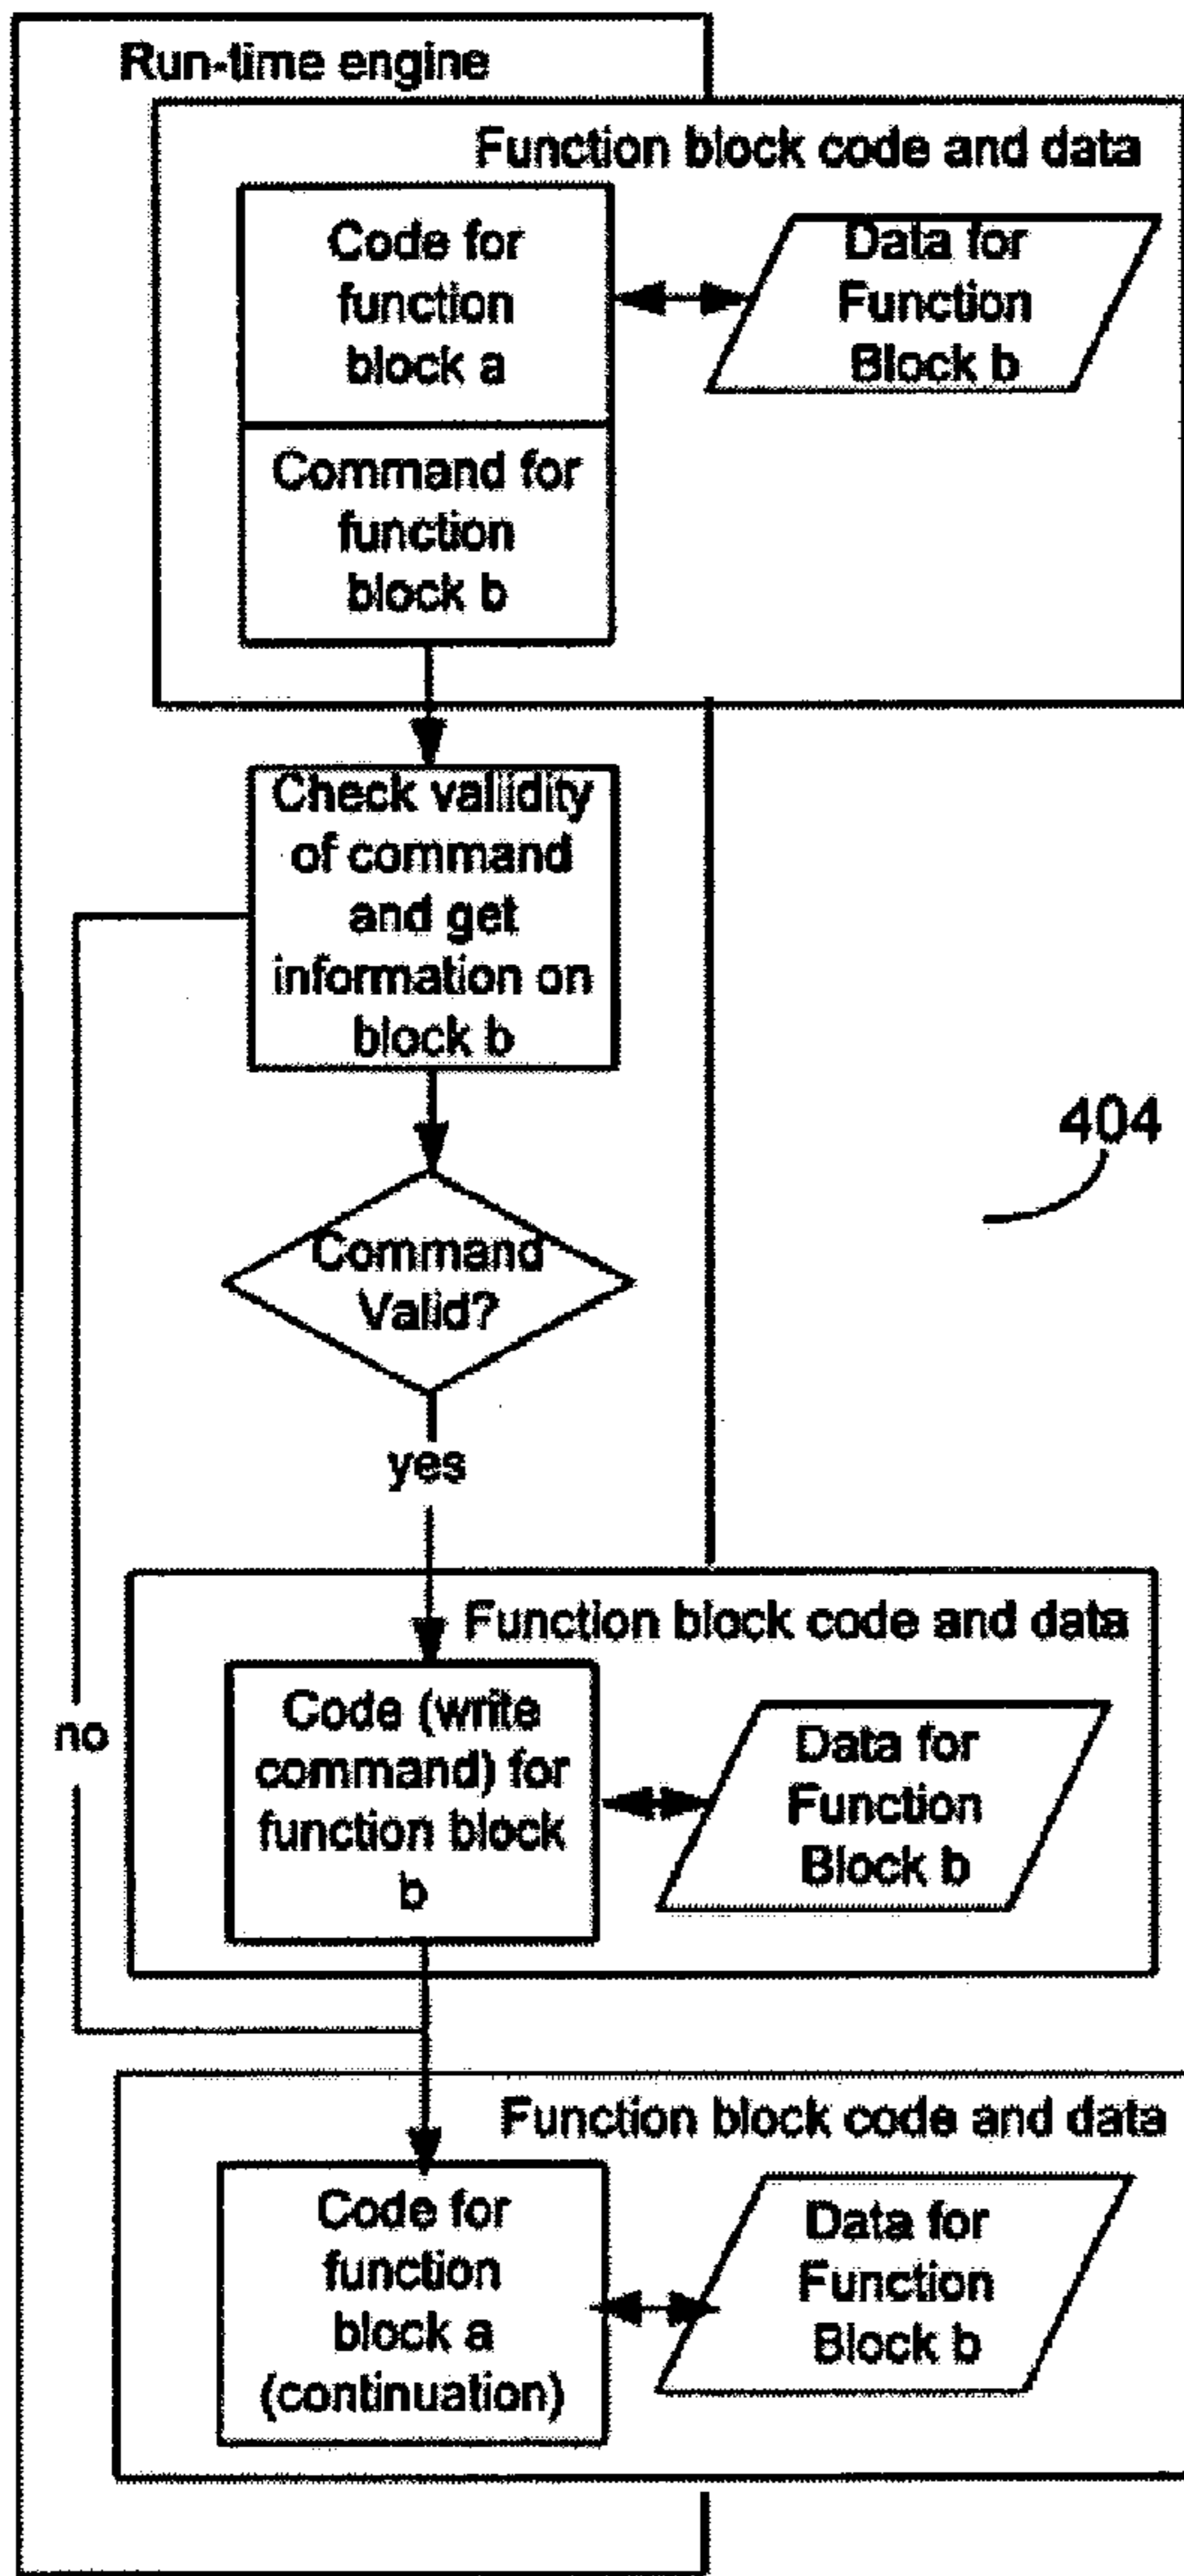 Run-time engine
Function block code and data
Code for
function
block a
Data for
Function
Block b
Command for
function
block b
Check validity
of command
and get
information on
block b
404
Command
Valid?
yes
Function block code and data
Code (write
command) for
function block
b
Data for
Function
Block b
no
Function block code and data
Code for
function
block a
(continuation)
Data for
Function
Block b